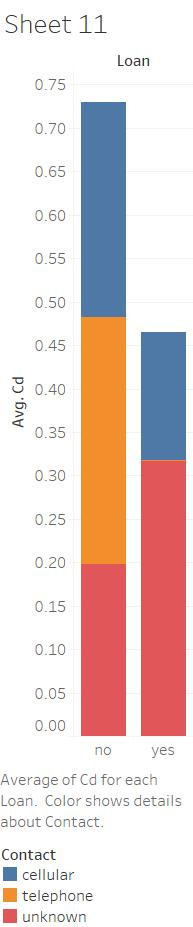 Sheet 11
Loan
0.75
0.70
0.65
0.60
0.55
0.50
0.45
0.40
0.35
0.30
0.25
0.20
0.15
0.10
0.05
0.00
Avg. Cd
no yes
Average of Cd for each
Loan. Color shows details
about Contact.
Contact
cellular
telephone
unknown